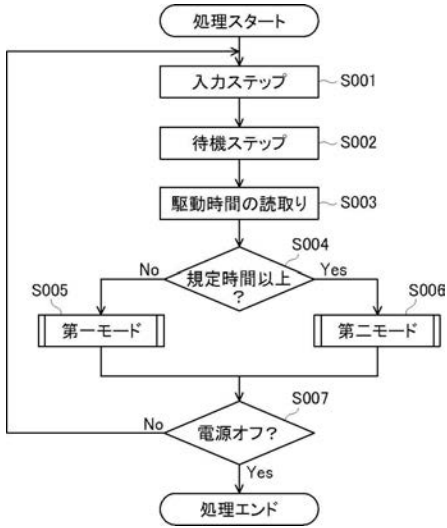 処理スタート
入力ステップ
S001
待機ステップ
S002
駆動時間の読取り
S003
S004
規定時間以上
?
No
Yes
S005
第一モード
S006
第二モード
S007
電源オフ?
No
Yes
処理エンド